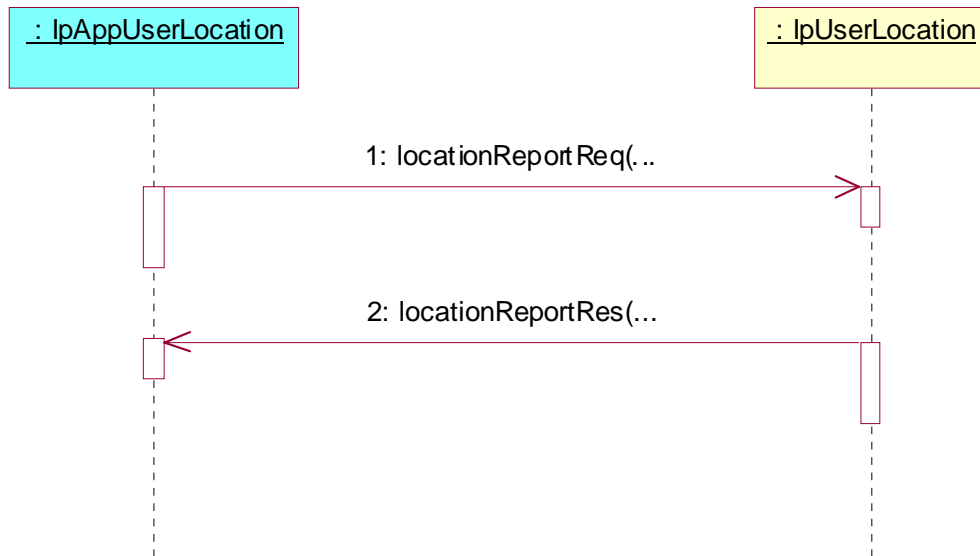 : IpAppUserLocation
: IpUserLocation
1: locationReportReq(...
2: locationReportRes(...